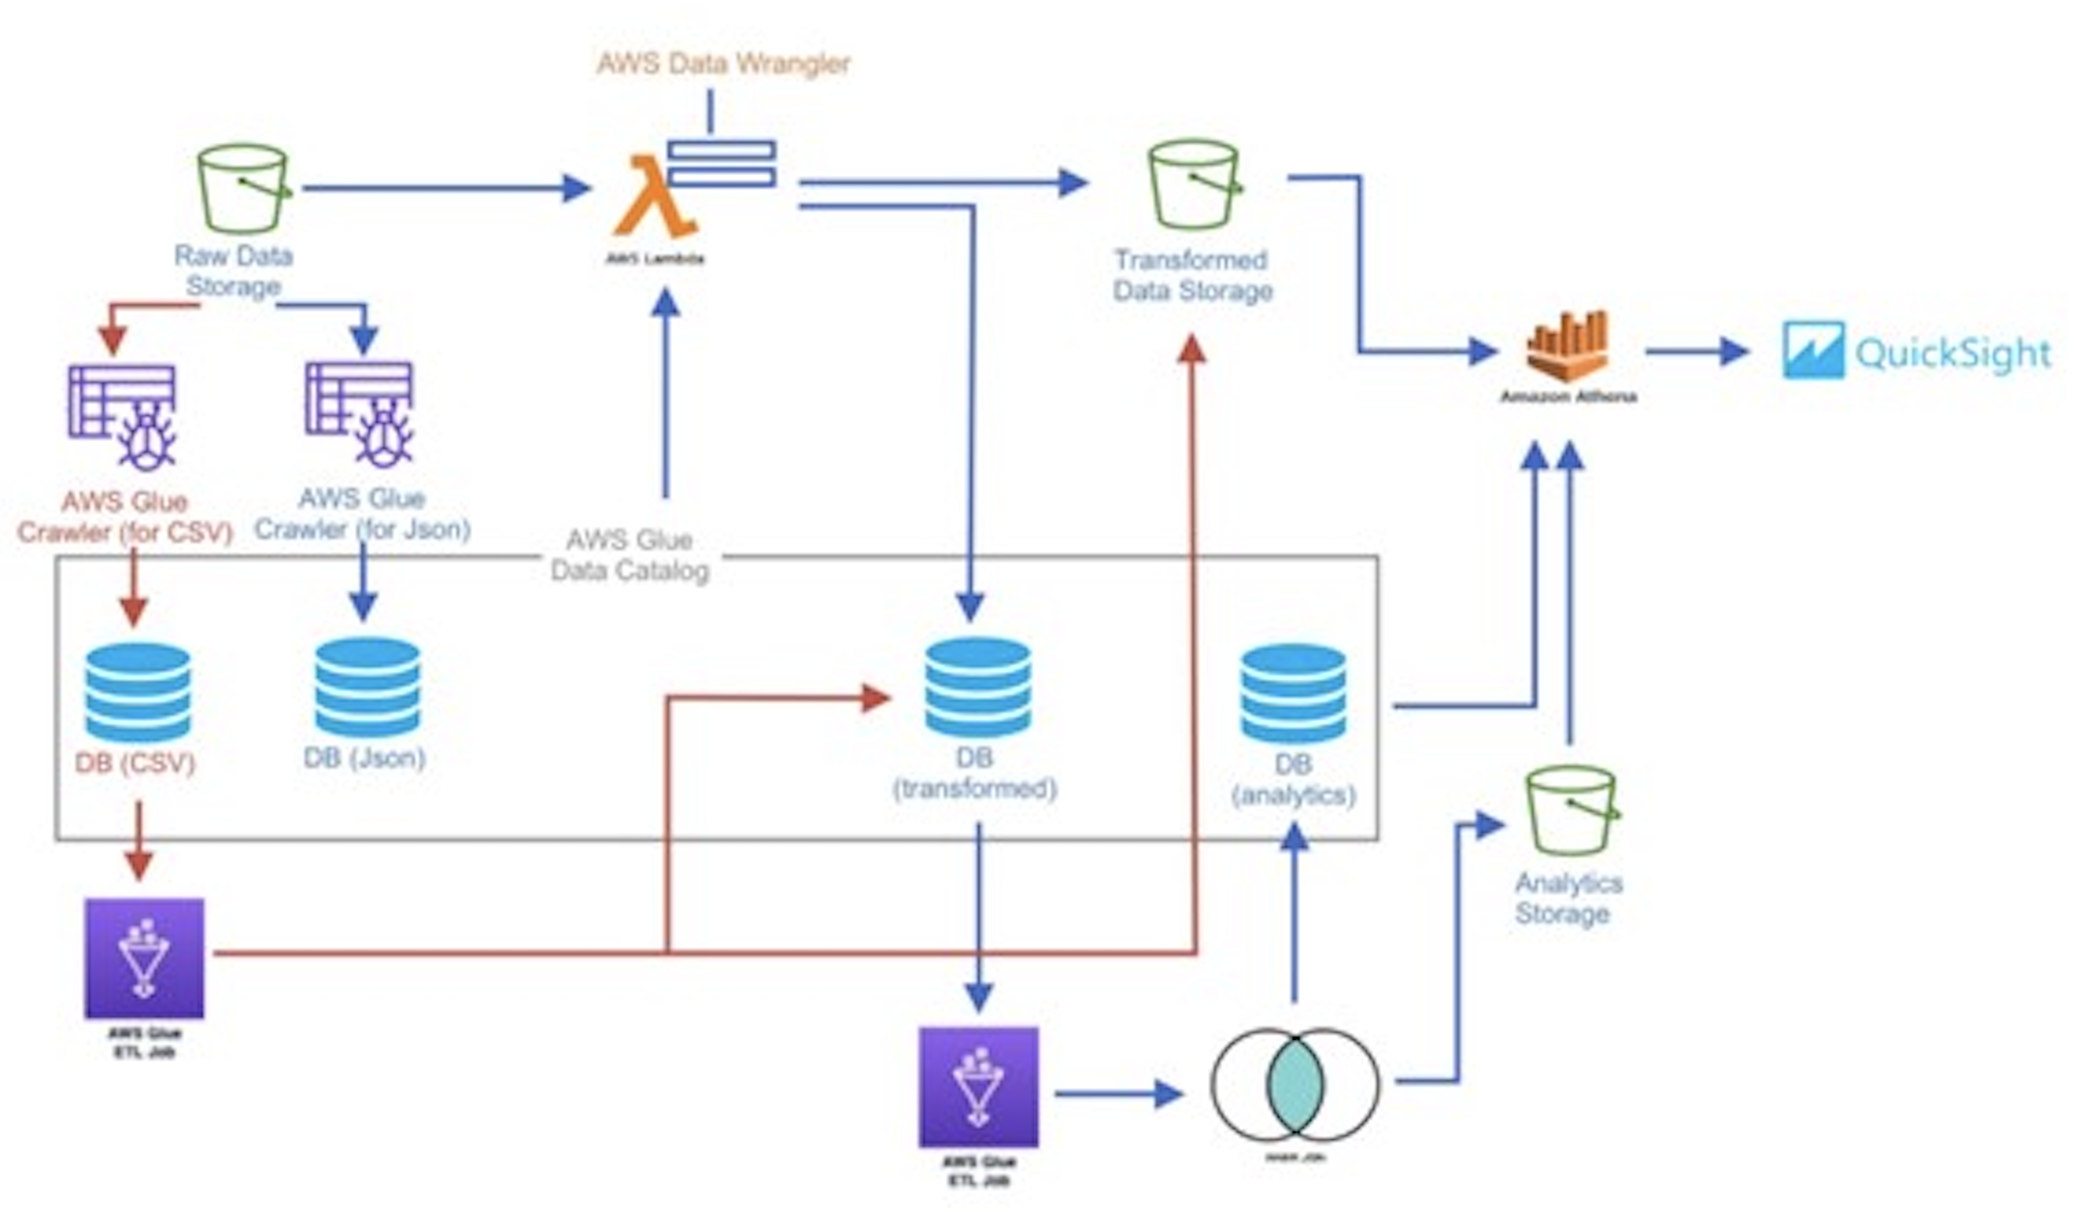 AWS Data Wrangler
Raw Data
Storage
AWS Lambda
Transformed
Data Storage
Amazon Athena
QuickSight
AWS Glue
Crawler (for CSV)
AWS Glue
Crawler (for Json)
AWS Glue
Data Catalog
DB (CSV)
DB (Json)
DB
(transformed)
DB
(analytics)
Analytics
Storage
AWS Glue
ETL Job
AWS Glue
ETL Job
INNER JOIN